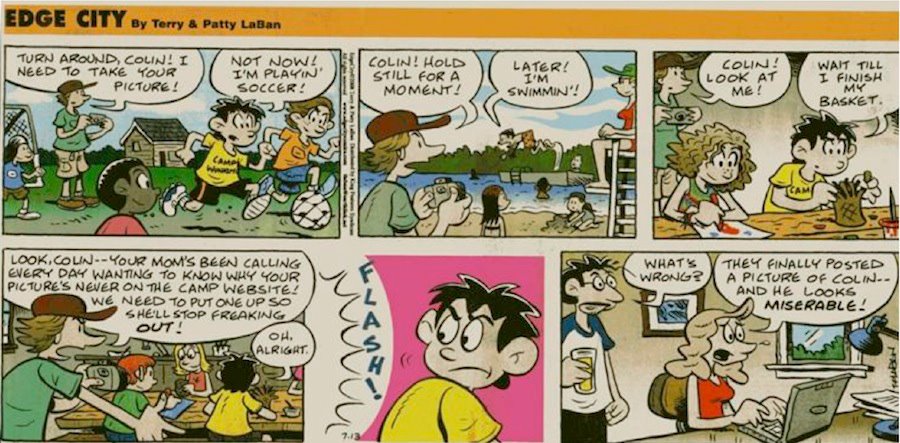 EDGE CITY By Terry & Patty LaBan
TURN AROUND, COLIN! I
NEED TO TAKE YOUR
PICTURE!
NOT NOW!
I'M PLAYIN'
SOCCER!
CAMP
COLIN! HOLD
STILL FOR A
MOMENT!
LATER!
I'M
SWIMMIN'!
COLIN!
LOOK AT
ME!
WAIT TILL
I FINISH
MY
BASKET.
CAM
LOOK, COLIN--YOUR MOM'S BEEN CALLING
EVERY DAY WANTING TO KNOW WHY YOUR
PICTURE'S NEVER ON THE CAMP WEBSITE!
WE NEED TO PUT ONE UP SO
SHE'LL STOP FREAKING
OUT!
OH,
ALRIGHT.
FLASH!
7-13
WHAT'S
WRONG?
THEY FINALLY POSTED
A PICTURE OF COLIN--
AND HE LOOKS
MISERABLE!